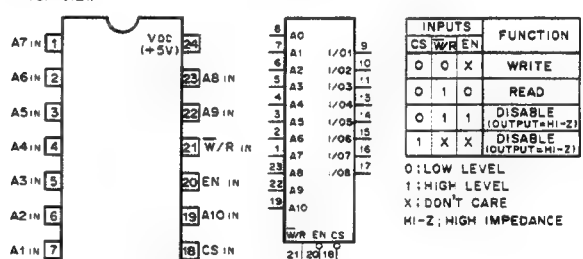 A7 IN 1
VDD (+5V) 24
A6 IN 2
23 A8 IN
A5 IN 3
22 A9 IN
A4 IN 4
21 W/R IN
A3 IN 5
20 EN IN
A2 IN 6
19 A10 IN
A1 IN 7
18 CS IN
8 A0
7 A1 I/O1 9
6 A2 I/O2 10
5 A3 I/O3 11
4 A4 I/O4 13
3 A5 I/O5 14
2 A6 I/O6 15
1 A7 I/O7 16
23 A8 I/O8 17
22 A9
19 A10
W/R EN CS
21 20 18
INPUTS FUNCTION
CS W/R EN
0 0 X WRITE
0 1 0 READ
0 1 1 DISABLE (OUTPUT=HI-Z)
1 X X DISABLE (OUTPUT=HI-Z)
0 ; LOW LEVEL
1 ; HIGH LEVEL
X ; DON'T CARE
HI-Z ; HIGH IMPEDANCE